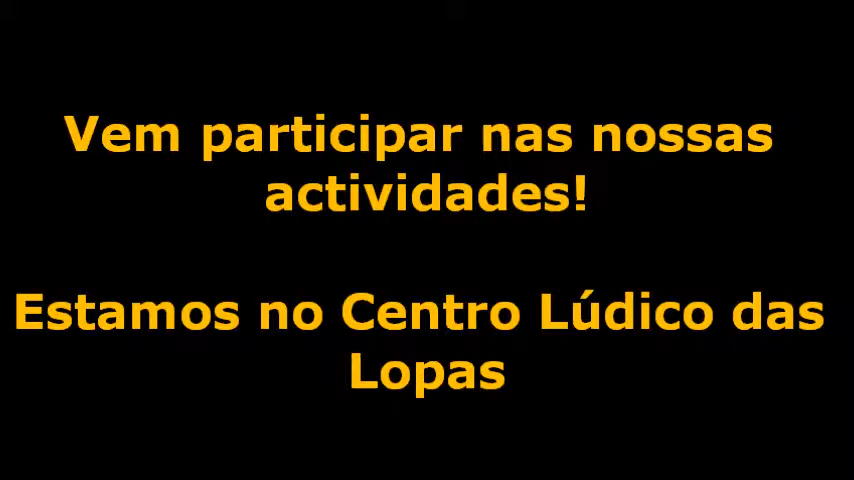 Vem participar nas nossas
actividades!
Estamos no Centro Lúdico das
Lopas